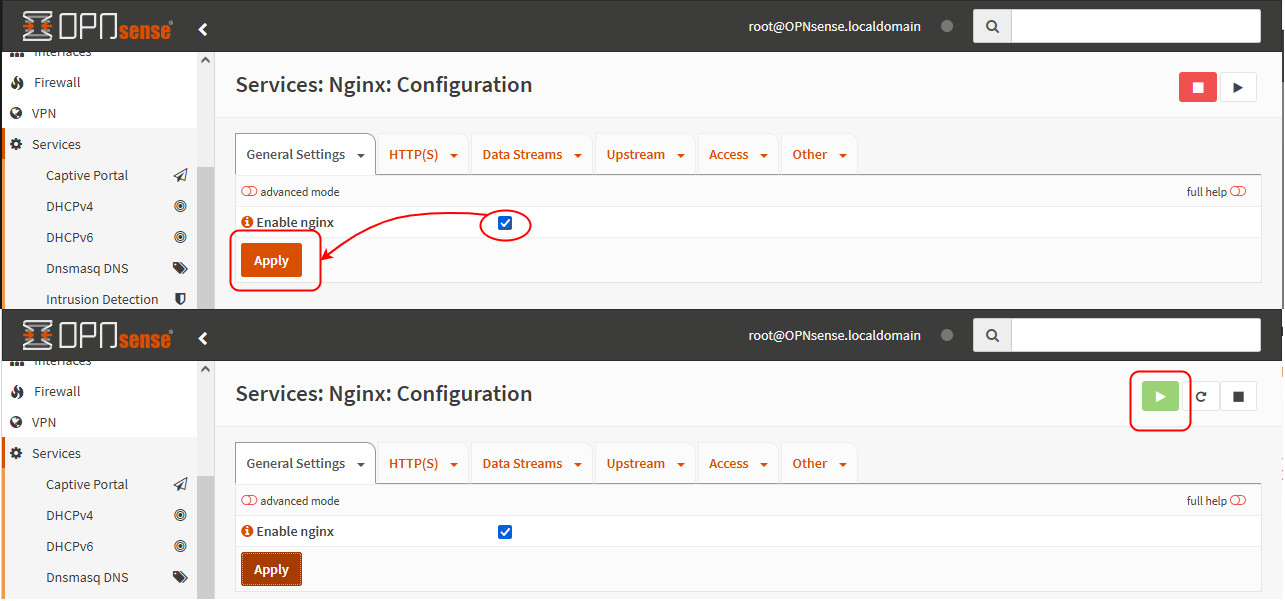 OPNsense root@OPNsense.localdomain
Interfaces
Firewall
VPN
Services
Captive Portal
DHCPv4
DHCPv6
Dnsmasq DNS
Intrusion Detection
Services: Nginx: Configuration
General Settings HTTP(S) Data Streams Upstream Access Other
advanced mode full help
Enable nginx
Apply
OPNsense root@OPNsense.localdomain
Interfaces
Firewall
VPN
Services
Captive Portal
DHCPv4
DHCPv6
Dnsmasq DNS
Services: Nginx: Configuration
General Settings HTTP(S) Data Streams Upstream Access Other
advanced mode full help
Enable nginx
Apply